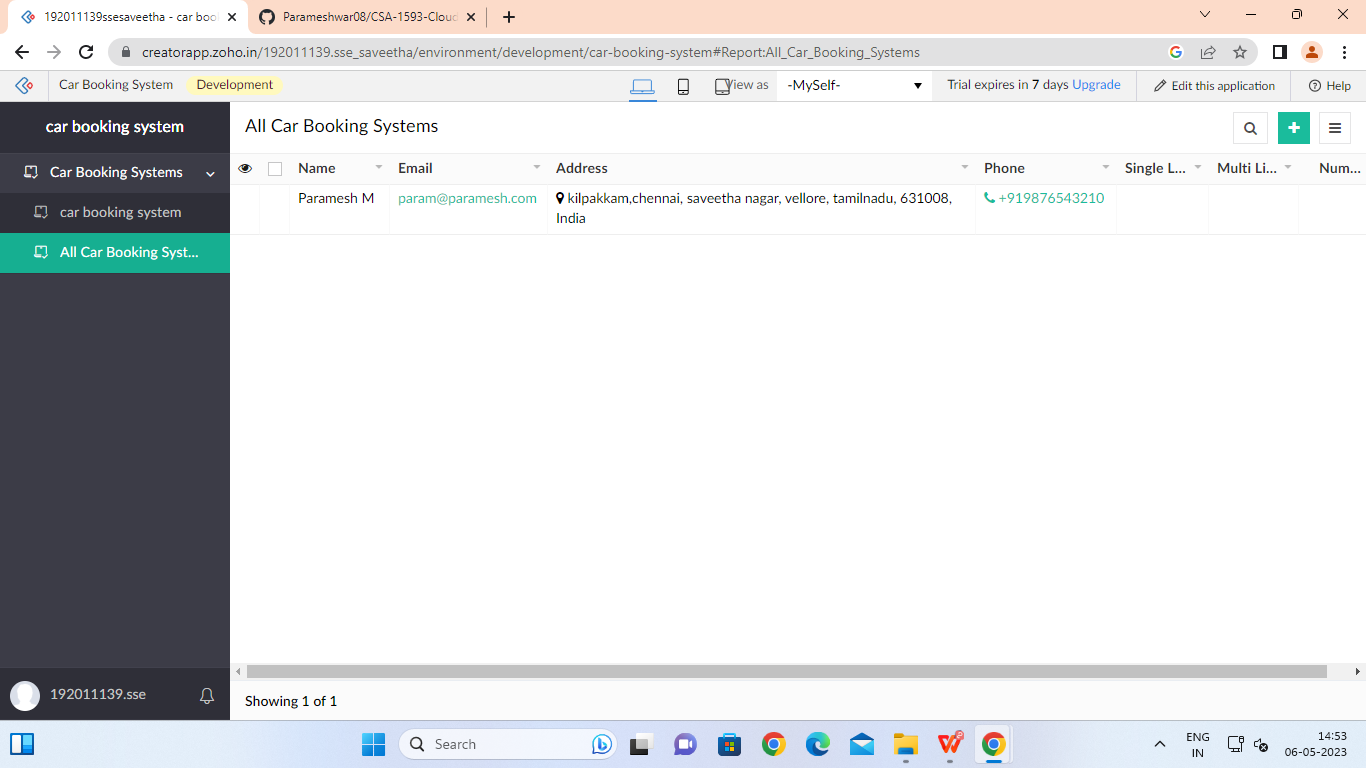 192011139ssesaveetha - car boo
Parameshwar08/CSA-1593-Cloud
creatorapp.zoho.in/192011139.sse_saveetha/environment/development/car-booking-system#Report:All_Car_Booking_Systems
Car Booking System Development View as -MySelf- Trial expires in 7 days Upgrade Edit this application Help
car booking system
All Car Booking Systems
Car Booking Systems
car booking system
All Car Booking Syst...
Name Email Address Phone Single L... Multi Li... Num...
Paramesh M param@paramesh.com kilpakkam,chennai, saveetha nagar, vellore, tamilnadu, 631008, +919876543210
India
192011139.sse
Showing 1 of 1
Search
ENG
IN
14:53
06-05-2023